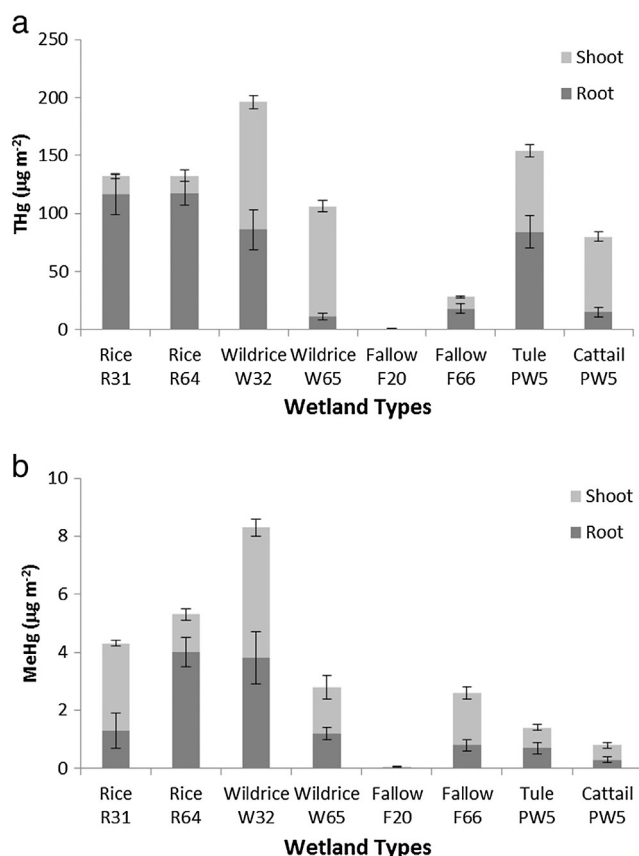 a
250
200
150
100
50
0
THg (µg m⁻²)
Shoot
Root
Rice Rice Wildrice Wildrice Fallow Fallow Tule Cattail
R31 R64 W32 W65 F20 F66 PW5 PW5
Wetland Types
b
10
8
6
4
2
0
MeHg (µg m⁻²)
Shoot
Root
Rice Rice Wildrice Wildrice Fallow Fallow Tule Cattail
R31 R64 W32 W65 F20 F66 PW5 PW5
Wetland Types